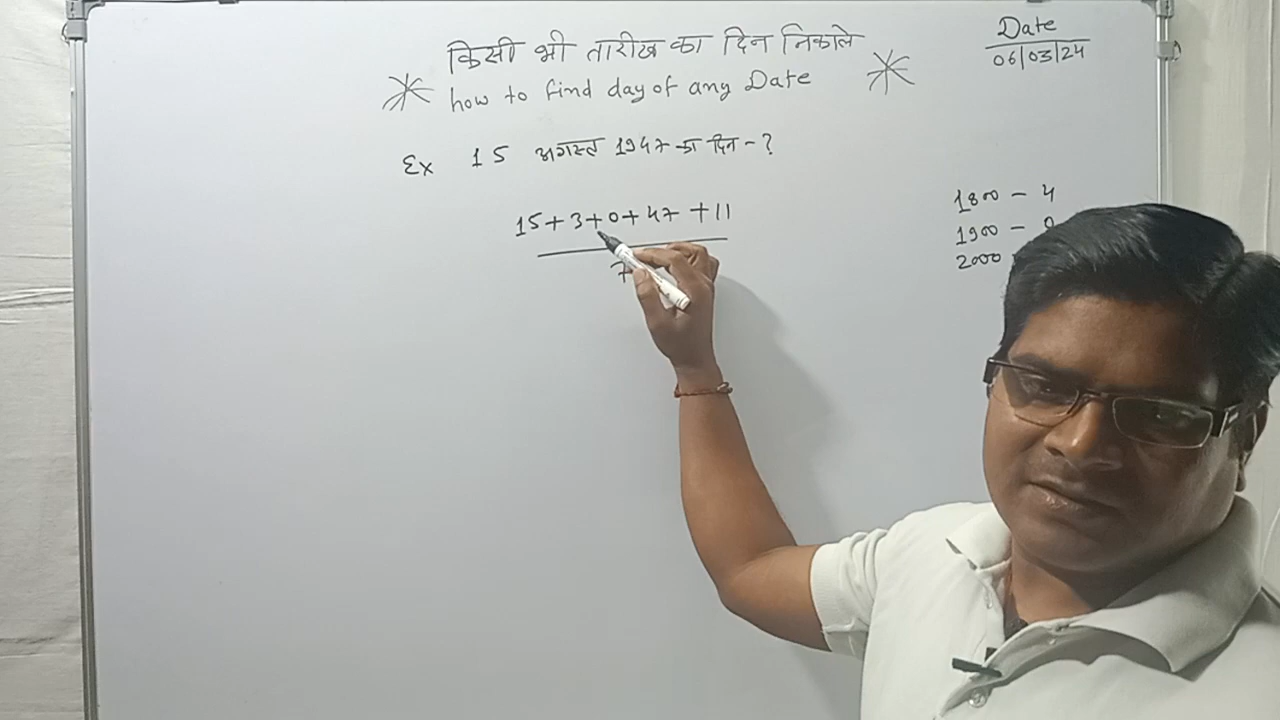 किसी भी तारीख का दिन निकाले
how to find day of any Date
Date
06/03/24
Ex 15 अगस्त 1947 का दिन - ?
15+3+0+47+11
7
1800 - 4
1900 -
2000